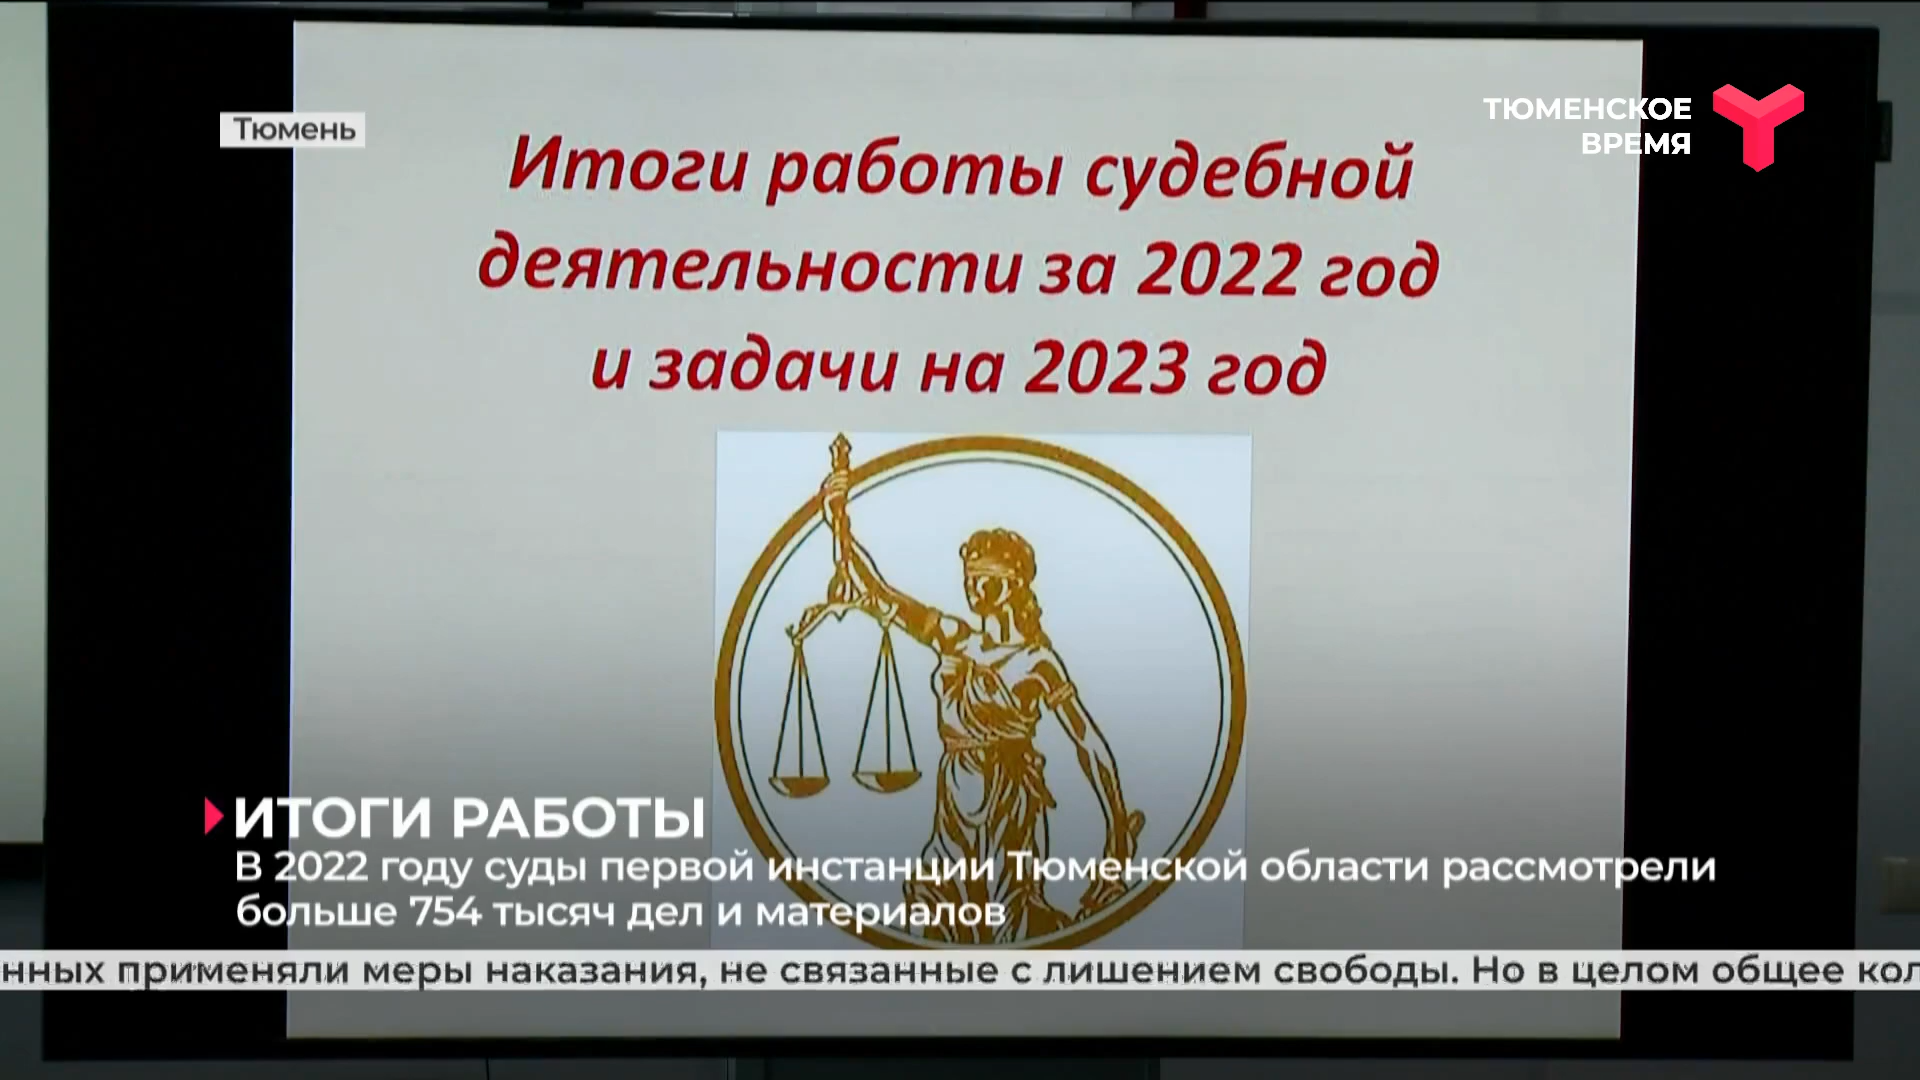 Тюмень
ТЮМЕНСКОЕ
ВРЕМЯ
Итоги работы судебной
деятельности за 2022 год
и задачи на 2023 год
ИТОГИ РАБОТЫ
В 2022 году суды первой инстанции Тюменской области рассмотрели
больше 754 тысяч дел и материалов
нных применяли меры наказания, не связанные с лишением свободы. Но в целом общее кол